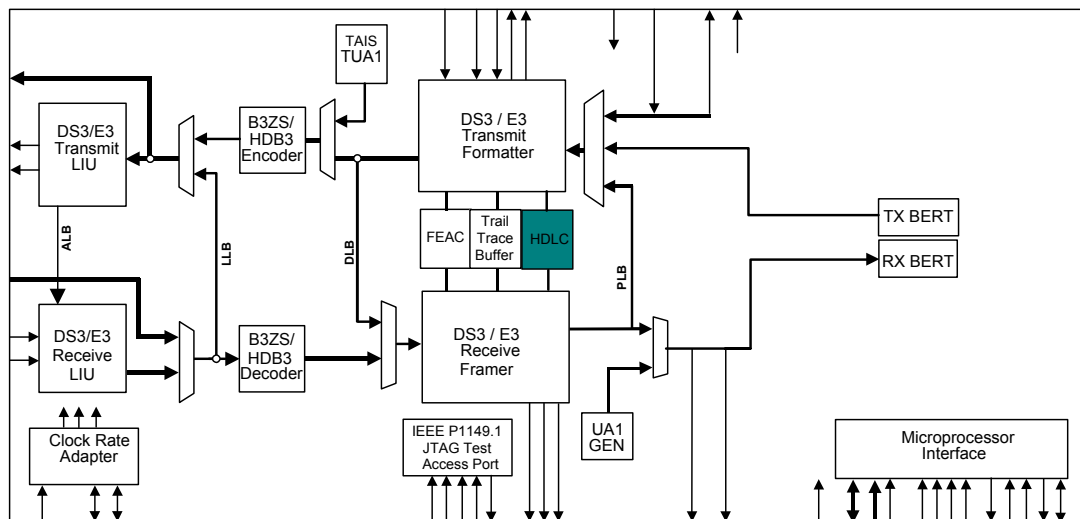 TAIS
TUA1
DS3/E3
Transmit
LIU
B3ZS/
HDB3
Encoder
DS3 / E3
Transmit
Formatter
FEAC
Trail
Trace
Buffer
HDLC
TX BERT
RX BERT
ALB
LLB
DLB
PLB
DS3/E3
Receive
LIU
B3ZS/
HDB3
Decoder
DS3 / E3
Receive
Framer
Clock Rate
Adapter
IEEE P1149.1
JTAG Test
Access Port
UA1
GEN
Microprocessor
Interface